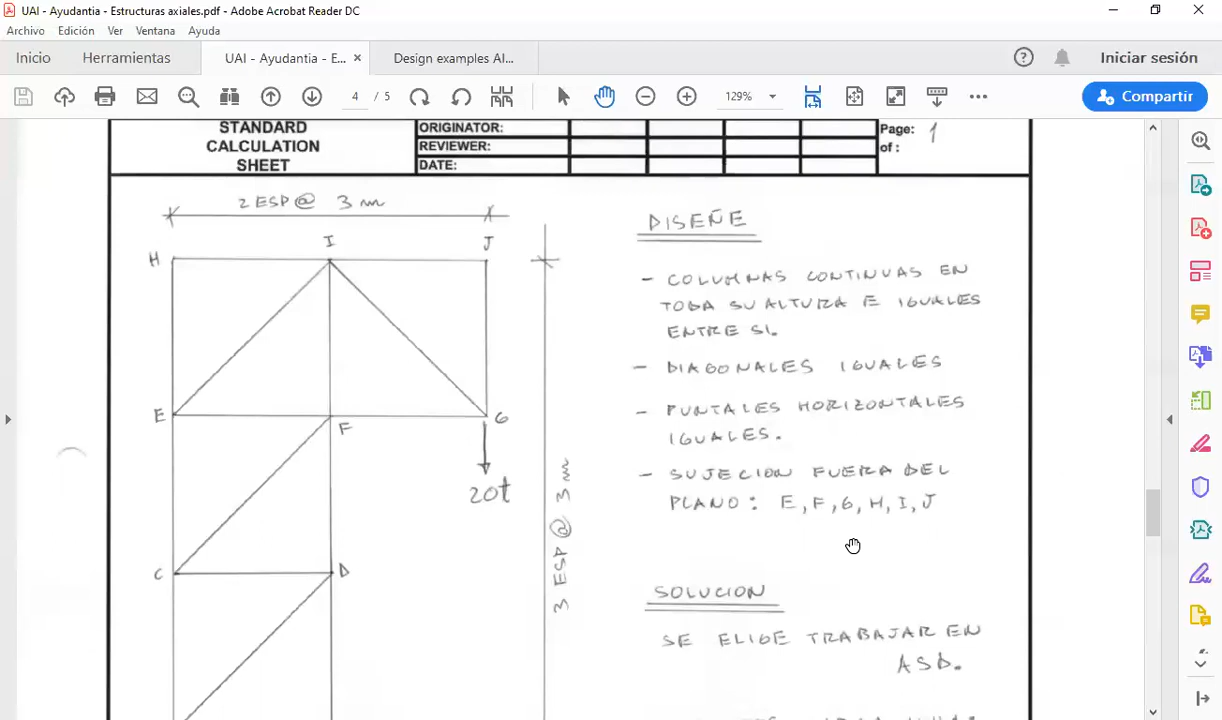 UAI - Ayudantia - Estructuras axiales.pdf - Adobe Acrobat Reader DC
Archivo Edición Ver Ventana Ayuda
Inicio Herramientas UAI - Ayudantia - E... × Design examples AI... Iniciar sesión
4 / 5 129% Compartir
STANDARD
CALCULATION
SHEET
ORIGINATOR:
REVIEWER:
DATE:
Page: 1
of :
2 ESP @ 3 m
H I J
E F G
20t
C D
3 ESP @ 3 m
DISEÑE
- COLUMNAS CONTINUAS EN
TODA SU ALTURA E IGUALES
ENTRE SI.
- DIAGONALES IGUALES
- PUNTALES HORIZONTALES
IGUALES.
- SUJECION FUERA DEL
PLANO: E, F, G, H, I, J
SOLUCION
SE ELIGE TRABAJAR EN
ASD.